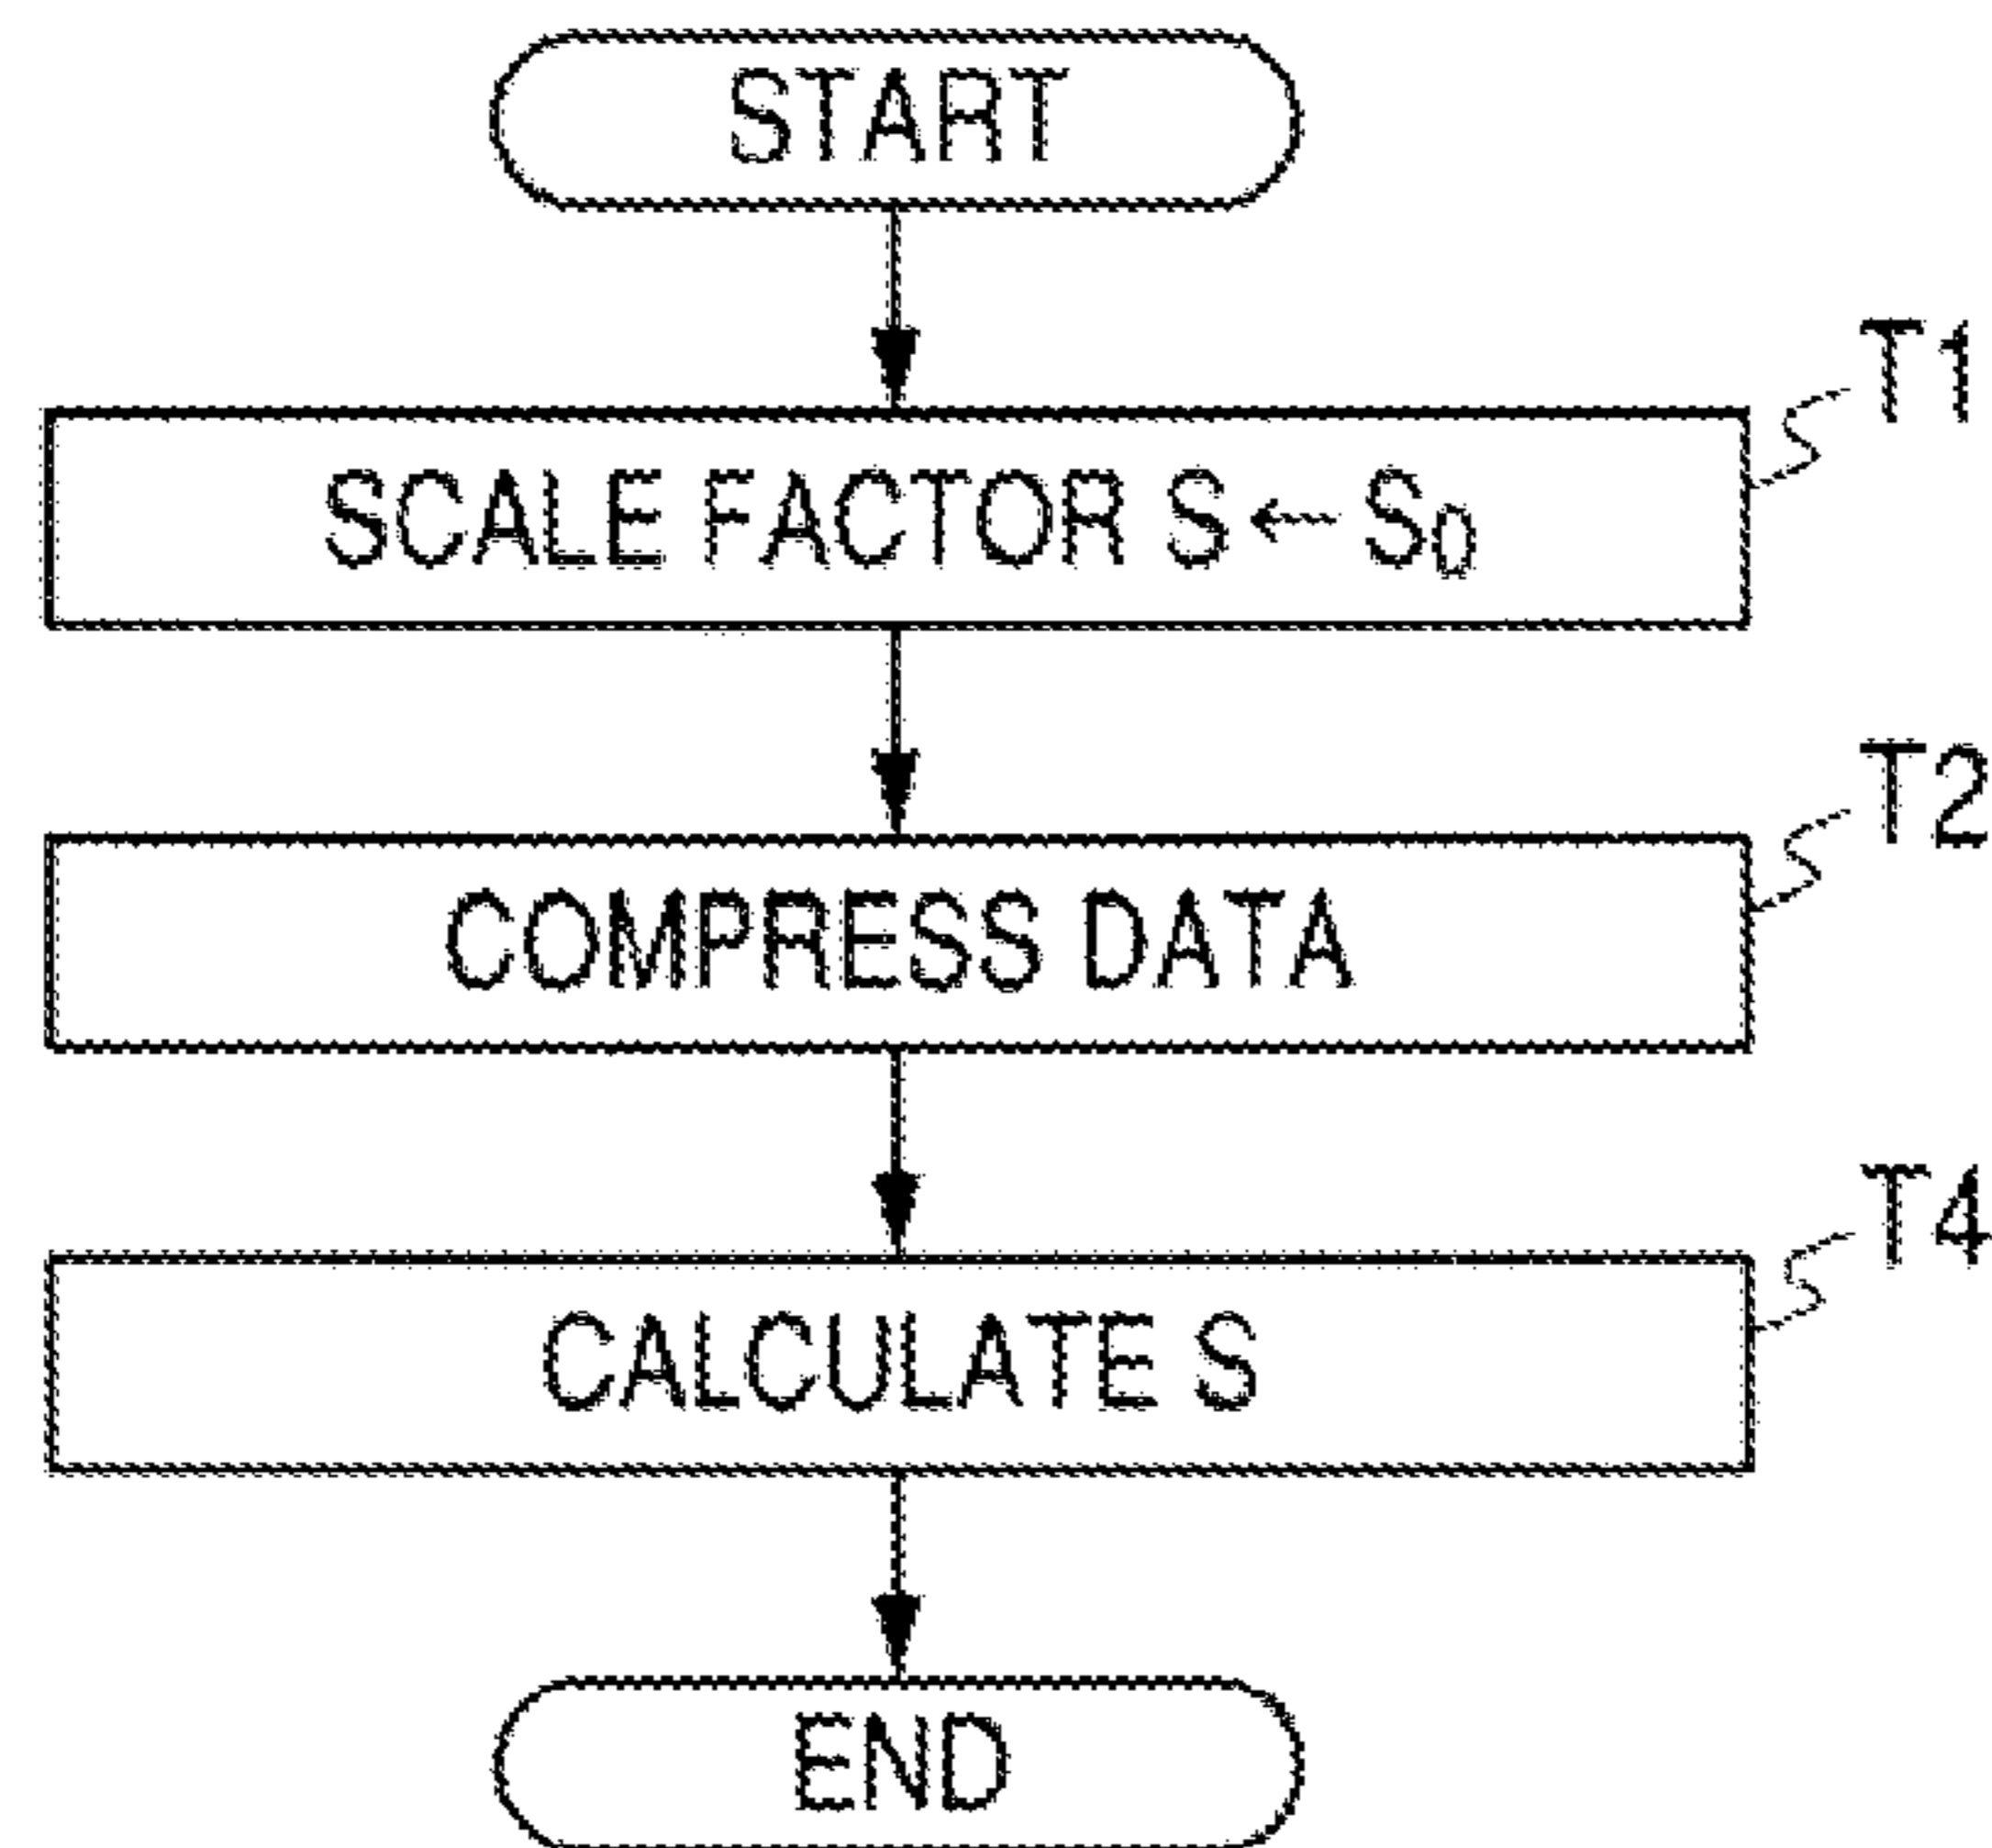 START
T1
SCALE FACTOR S ← S₀
T2
COMPRESS DATA
T4
CALCULATE S
END